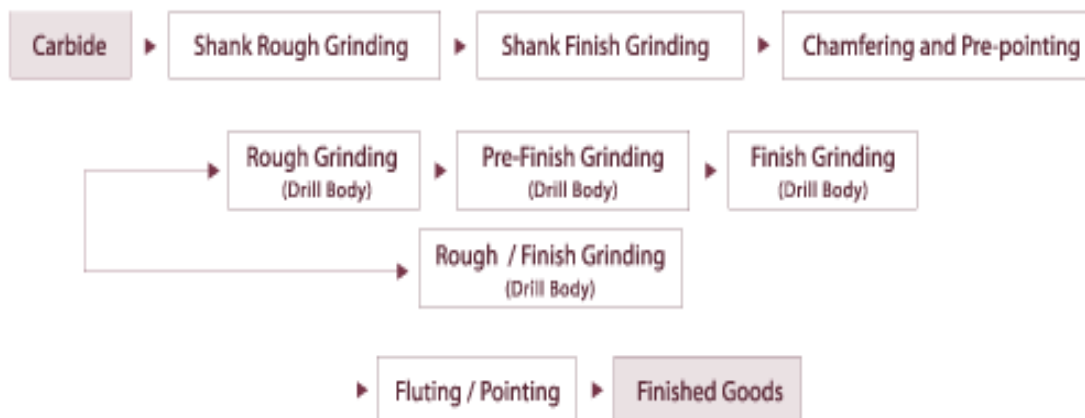 Carbide
Shank Rough Grinding
Shank Finish Grinding
Chamfering and Pre-pointing
Rough Grinding
(Drill Body)
Pre-Finish Grinding
(Drill Body)
Finish Grinding
(Drill Body)
Rough / Finish Grinding
(Drill Body)
Fluting / Pointing
Finished Goods